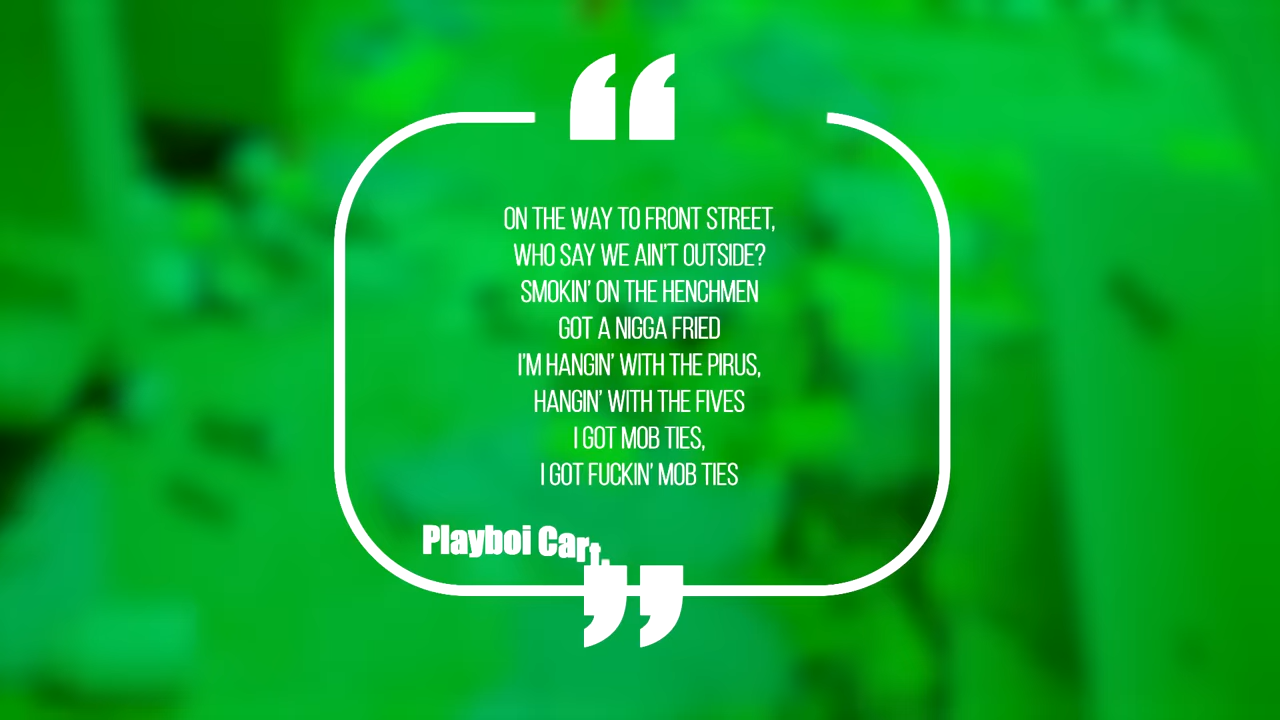 “
ON THE WAY TO FRONT STREET,
WHO SAY WE AIN'T OUTSIDE?
SMOKIN' ON THE HENCHMEN
GOT A NIGGA FRIED
I'M HANGIN' WITH THE PIRUS,
HANGIN' WITH THE FIVES
I GOT MOB TIES,
I GOT FUCKIN' MOB TIES
Playboi Cart
”